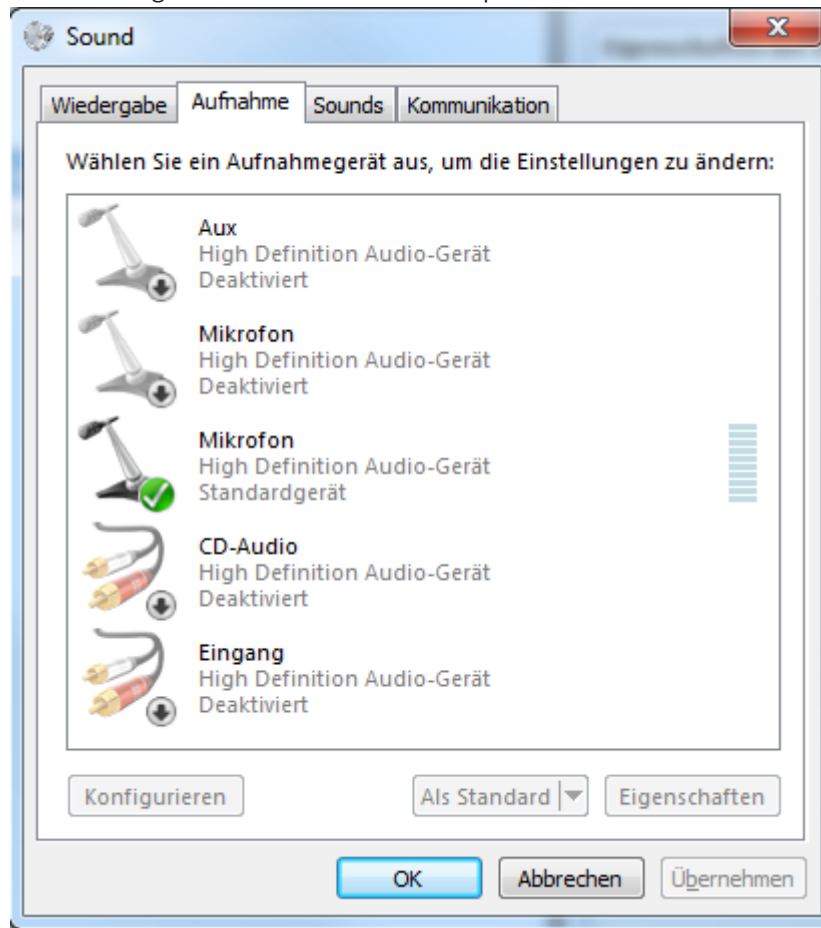 Sound
Wiedergabe Aufnahme Sounds Kommunikation
Wählen Sie ein Aufnahmegerät aus, um die Einstellungen zu ändern:
Aux
High Definition Audio-Gerät
Deaktiviert
Mikrofon
High Definition Audio-Gerät
Deaktiviert
Mikrofon
High Definition Audio-Gerät
Standardgerät
CD-Audio
High Definition Audio-Gerät
Deaktiviert
Eingang
High Definition Audio-Gerät
Deaktiviert
Konfigurieren Als Standard Eigenschaften
OK Abbrechen Übernehmen